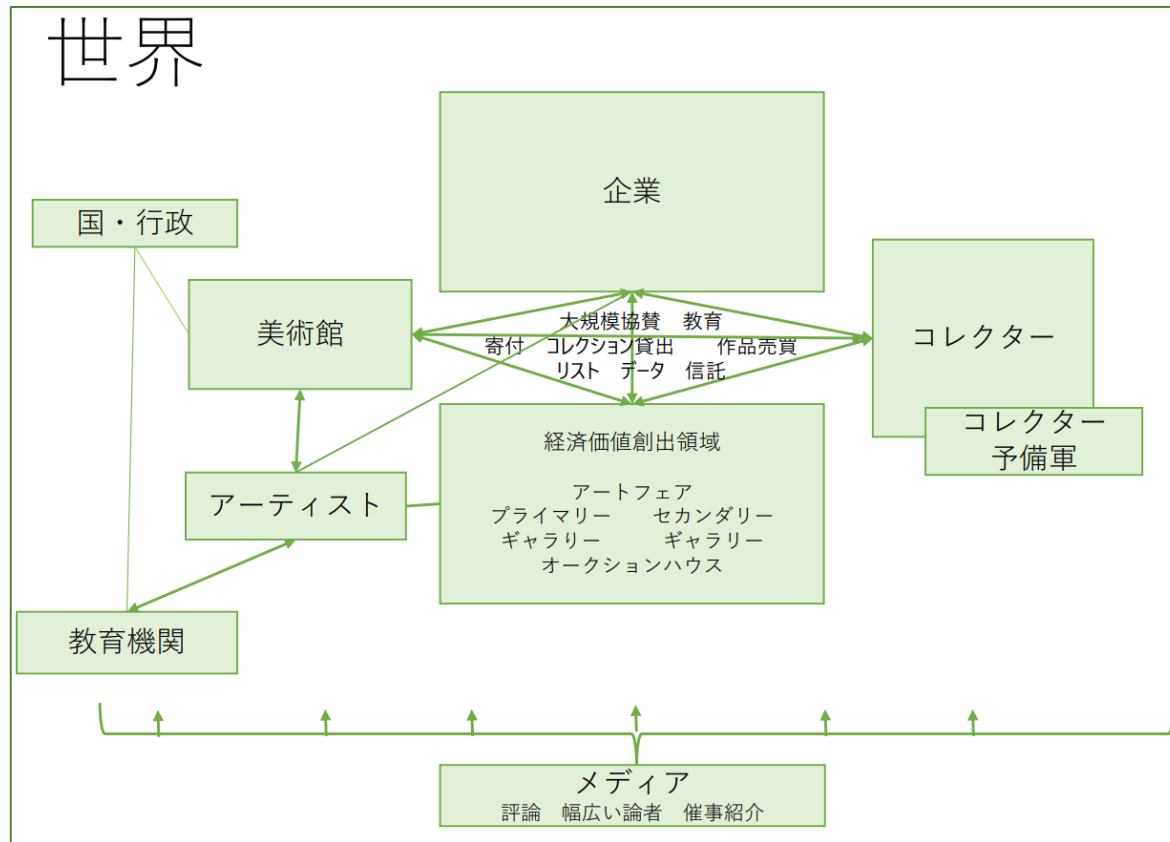 世界
企業
国・行政
美術館
コレクター
コレクター
予備軍
大規模協賛　教育
寄付　コレクション貸出　　作品売買
リスト　データ　信託
経済価値創出領域
アートフェア
プライマリー　　セカンダリー
ギャラリー　　　ギャラリー
オークションハウス
アーティスト
教育機関
メディア
評論　幅広い論者　催事紹介